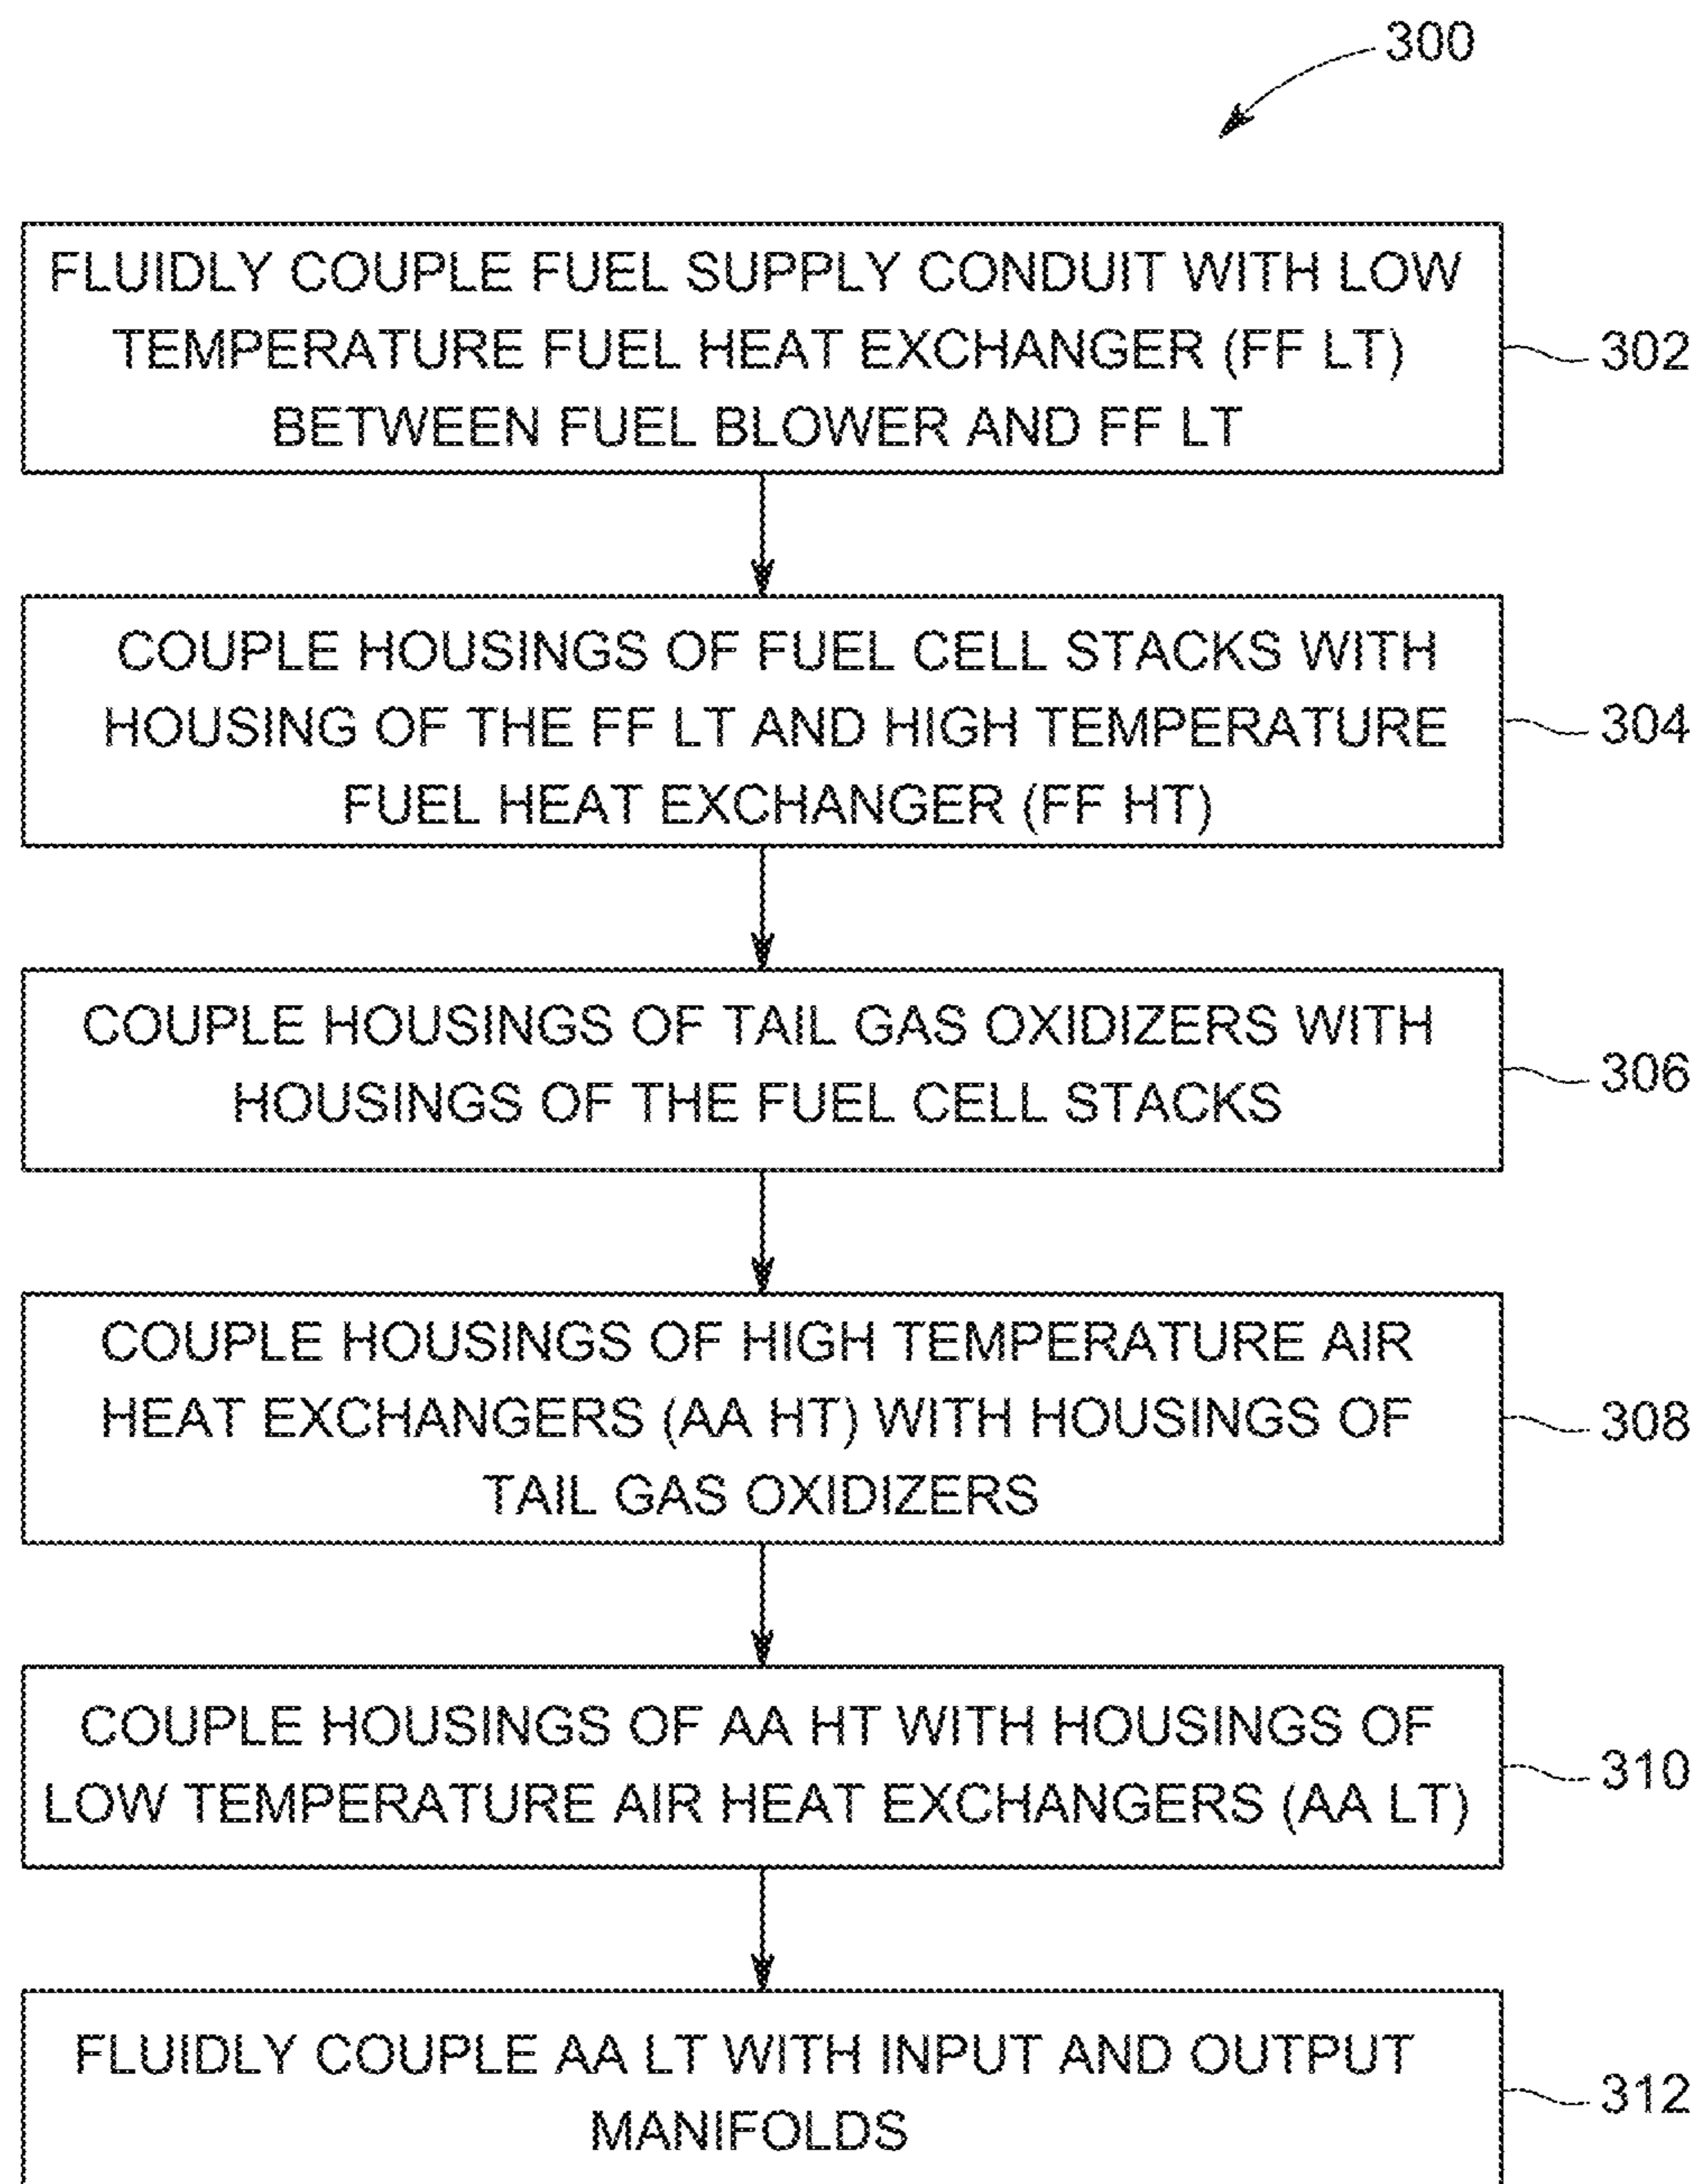 300
FLUIDLY COUPLE FUEL SUPPLY CONDUIT WITH LOW
TEMPERATURE FUEL HEAT EXCHANGER (FF LT)
BETWEEN FUEL BLOWER AND FF LT
302
COUPLE HOUSINGS OF FUEL CELL STACKS WITH
HOUSING OF THE FF LT AND HIGH TEMPERATURE
FUEL HEAT EXCHANGER (FF HT)
304
COUPLE HOUSINGS OF TAIL GAS OXIDIZERS WITH
HOUSINGS OF THE FUEL CELL STACKS
306
COUPLE HOUSINGS OF HIGH TEMPERATURE AIR
HEAT EXCHANGERS (AA HT) WITH HOUSINGS OF
TAIL GAS OXIDIZERS
308
COUPLE HOUSINGS OF AA HT WITH HOUSINGS OF
LOW TEMPERATURE AIR HEAT EXCHANGERS (AA LT)
310
FLUIDLY COUPLE AA LT WITH INPUT AND OUTPUT
MANIFOLDS
312